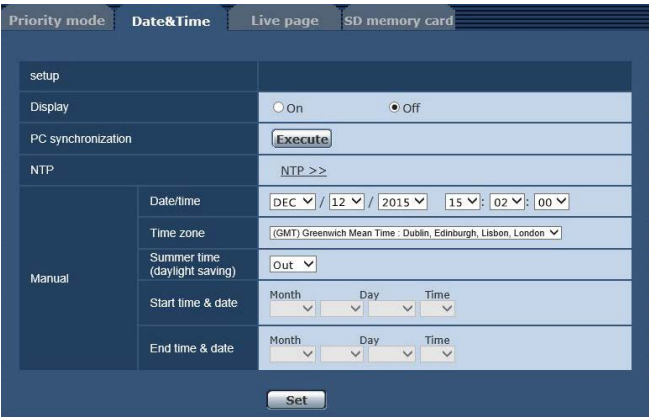 Priority mode Date&Time Live page SD memory card
setup
Display On Off
PC synchronization Execute
NTP NTP >>
Manual
Date/time DEC / 12 / 2015 15 : 02 : 00
Time zone (GMT) Greenwich Mean Time : Dublin, Edinburgh, Lisbon, London
Summer time
(daylight saving) Out
Start time & date Month Day Time
End time & date Month Day Time
Set